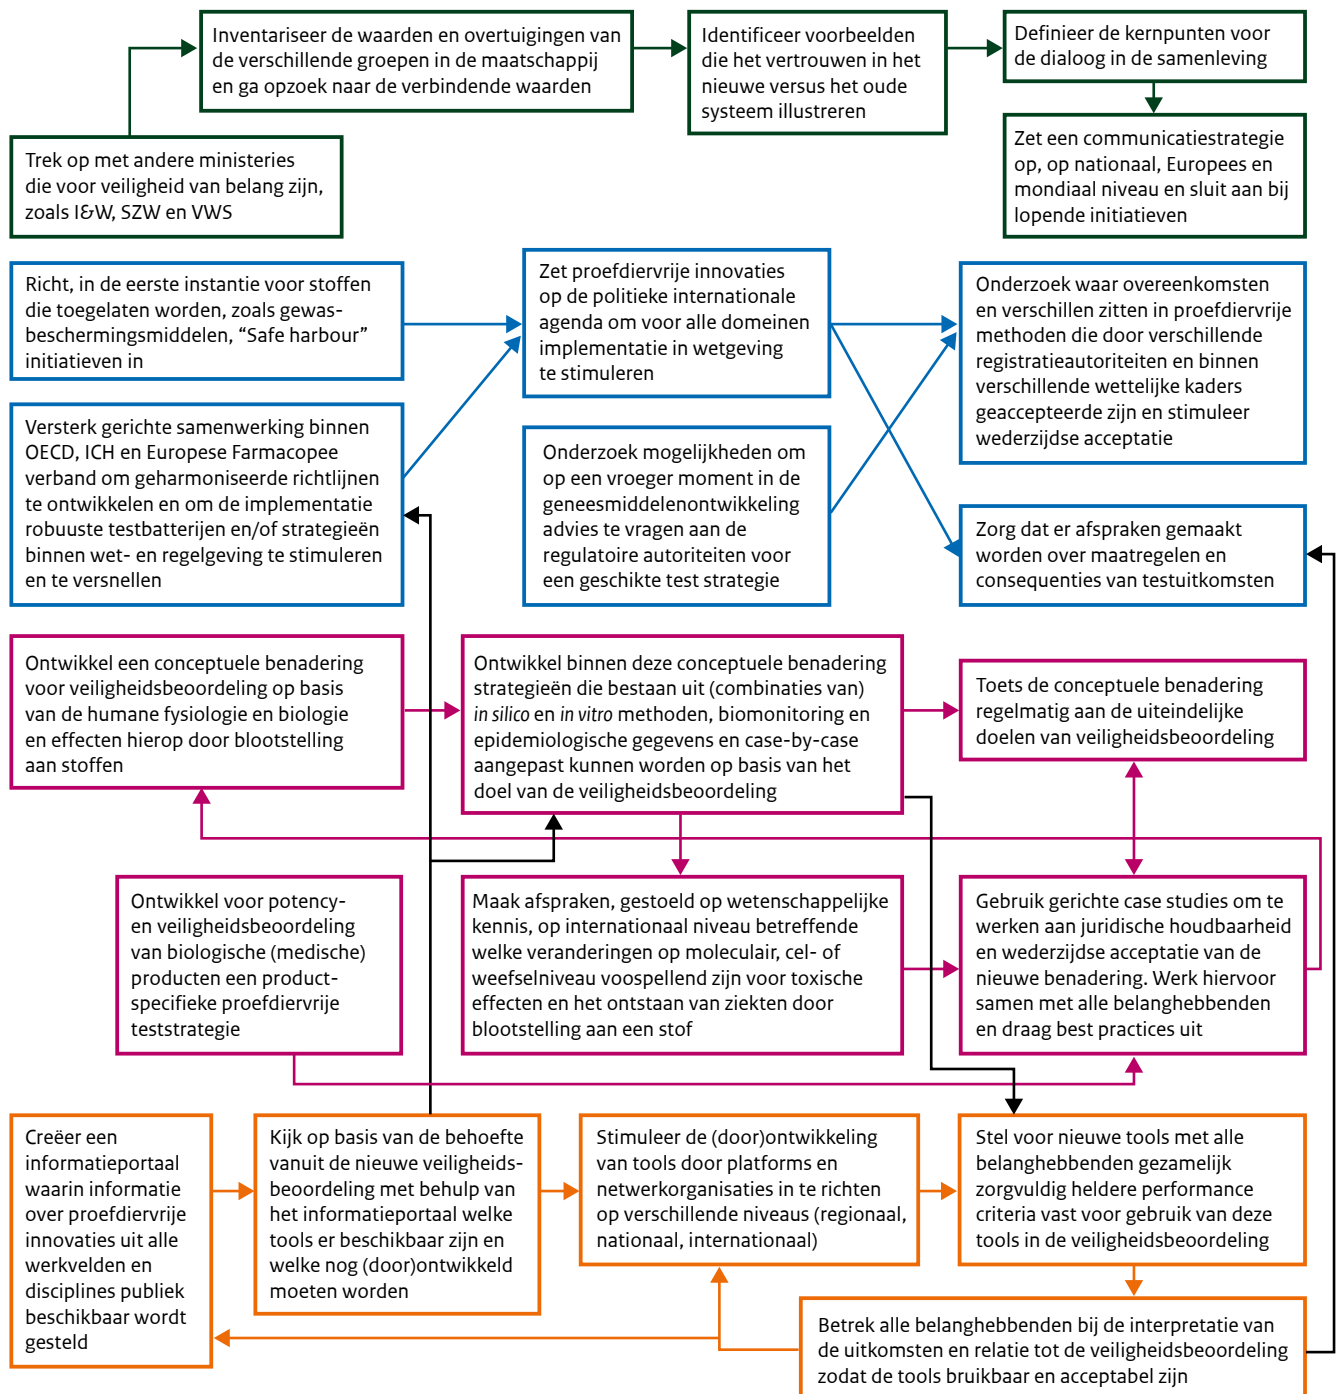 Inventariseer de waarden en overtuigingen van
de verschillende groepen in de maatschappij
en ga opzoek naar de verbindende waarden
Identificeer voorbeelden
die het vertrouwen in het
nieuwe versus het oude
systeem illustreren
Definieer de kernpunten voor
de dialoog in de samenleving
Trek op met andere ministeries
die voor veiligheid van belang zijn,
zoals I&W, SZW en VWS
Zet een communicatiestrategie
op, op nationaal, Europees en
mondiaal niveau en sluit aan bij
lopende initiatieven
Richt, in de eerste instantie voor stoffen
die toegelaten worden, zoals gewas-
beschermingsmiddelen, “Safe harbour”
initiatieven in
Zet proefdiervrije innovaties
op de politieke internationale
agenda om voor alle domeinen
implementatie in wetgeving
te stimuleren
Onderzoek waar overeenkomsten
en verschillen zitten in proefdiervrije
methoden die door verschillende
registratieautoriteiten en binnen
verschillende wettelijke kaders
geaccepteerde zijn en stimuleer
wederzijdse acceptatie
Versterk gerichte samenwerking binnen
OECD, ICH en Europese Farmacopee
verband om geharmoniseerde richtlijnen
te ontwikkelen en om de implementatie
robuuste testbatterijen en/of strategieën
binnen wet- en regelgeving te stimuleren
en te versnellen
Onderzoek mogelijkheden om
op een vroeger moment in de
geneesmiddelenontwikkeling
advies te vragen aan de
regulatoire autoriteiten voor
een geschikte test strategie
Zorg dat er afspraken gemaakt
worden over maatregelen en
consequenties van testuitkomsten
Ontwikkel een conceptuele benadering
voor veiligheidsbeoordeling op basis
van de humane fysiologie en biologie
en effecten hierop door blootstelling
aan stoffen
Ontwikkel binnen deze conceptuele benadering
strategieën die bestaan uit (combinaties van)
in silico en in vitro methoden, biomonitoring en
epidemiologische gegevens en case-by-case
aangepast kunnen worden op basis van het
doel van de veiligheidsbeoordeling
Toets de conceptuele benadering
regelmatig aan de uiteindelijke
doelen van veiligheidsbeoordeling
Ontwikkel voor potency-
en veiligheidsbeoordeling
van biologische (medische)
producten een product-
specifieke proefdiervrije
teststrategie
Maak afspraken, gestoeld op wetenschappelijke
kennis, op internationaal niveau betreffende
welke veranderingen op moleculair, cel- of
weefselniveau voospellend zijn voor toxische
effecten en het ontstaan van ziekten door
blootstelling aan een stof
Gebruik gerichte case studies om te
werken aan juridische houdbaarheid
en wederzijdse acceptatie van de
nieuwe benadering. Werk hiervoor
samen met alle belanghebbenden
en draag best practices uit
Creëer een
informatieportaal
waarin informatie
over proefdiervrije
innovaties uit alle
werkvelden en
disciplines publiek
beschikbaar wordt
gesteld
Kijk op basis van de behoefte
vanuit de nieuwe veiligheids-
beoordeling met behulp van
het informatieportaal welke
tools er beschikbaar zijn en
welke nog (door)ontwikkeld
moeten worden
Stimuleer de (door)ontwikkeling
van tools door platforms en
netwerkorganisaties in te richten
op verschillende niveaus (regionaal,
nationaal, internationaal)
Stel voor nieuwe tools met alle
belanghebbenden gezamelijk
zorgvuldig heldere performance
criteria vast voor gebruik van deze
tools in de veiligheidsbeoordeling
Betrek alle belanghebbenden bij de interpretatie van
de uitkomsten en relatie tot de veiligheidsbeoordeling
zodat de tools bruikbaar en acceptabel zijn